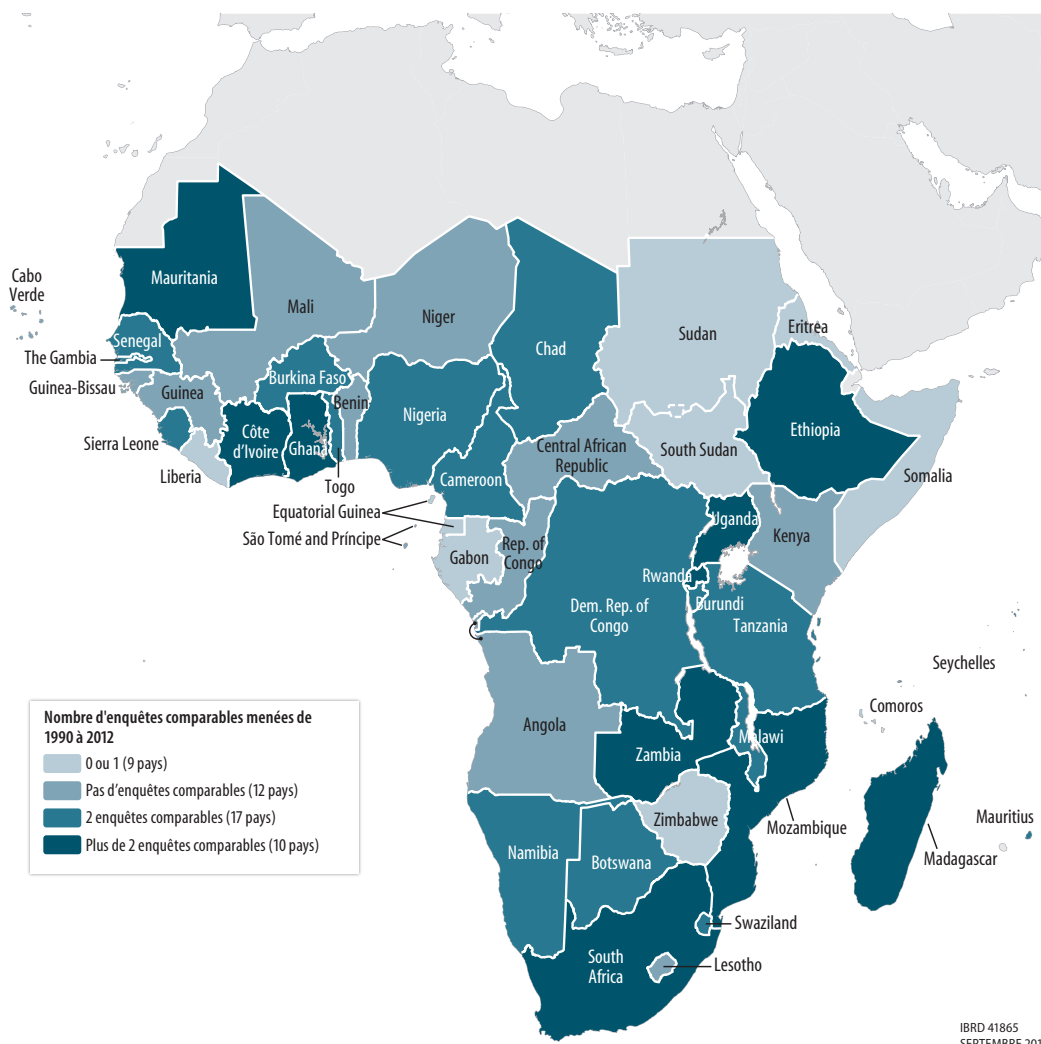 Cabo
Verde
Mauritania
Mali
Niger
Chad
Sudan
Eritrea
Senegal
The Gambia
Guinea-Bissau
Guinea
Burkina Faso
Benin
Nigeria
Sierra Leone
Liberia
Côte
d’Ivoire
Ghana
Togo
Cameroon
Central African
Republic
South Sudan
Ethiopia
Somalia
Equatorial Guinea
São Tomé and Príncipe
Gabon
Rep. of
Congo
Uganda
Kenya
Rwanda
Burundi
Dem. Rep. of
Congo
Tanzania
Seychelles
Comoros
Angola
Zambia
Malawi
Mozambique
Zimbabwe
Mauritius
Madagascar
Namibia
Botswana
Swaziland
South
Africa
Lesotho
Nombre d'enquêtes comparables menées de
1990 à 2012
0 ou 1 (9 pays)
Pas d’enquêtes comparables (12 pays)
2 enquêtes comparables (17 pays)
Plus de 2 enquêtes comparables (10 pays)
IBRD 41865
SEPTEMBRE 201